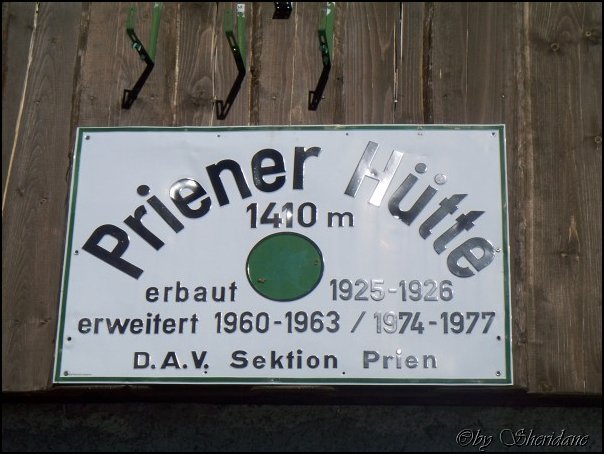 Priener Hütte
1410 m
erbaut 1925-1926
erweitert 1960-1963 / 1974-1977
D.A.V. Sektion Prien
©by Sheridane